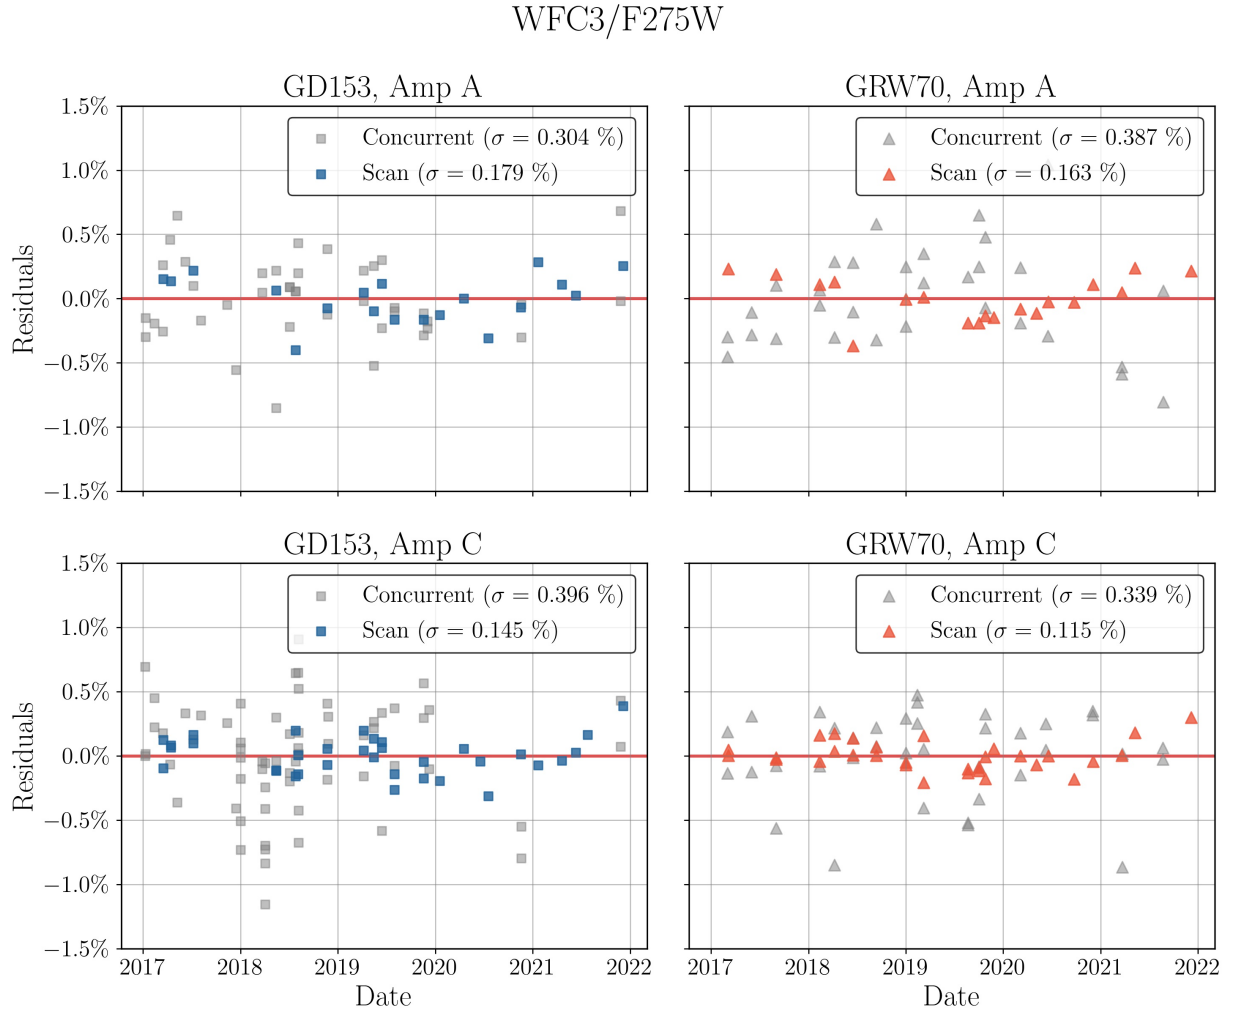 WFC3/F275W
GD153, Amp A
GRW70, Amp A
1.5%
1.0%
0.5%
0.0%
−0.5%
−1.0%
−1.5%
Residuals
Concurrent (σ = 0.304 %)
Scan (σ = 0.179 %)
Concurrent (σ = 0.387 %)
Scan (σ = 0.163 %)
GD153, Amp C
GRW70, Amp C
1.5%
1.0%
0.5%
0.0%
−0.5%
−1.0%
−1.5%
Residuals
Concurrent (σ = 0.396 %)
Scan (σ = 0.145 %)
Concurrent (σ = 0.339 %)
Scan (σ = 0.115 %)
2017 2018 2019 2020 2021 2022
2017 2018 2019 2020 2021 2022
Date
Date